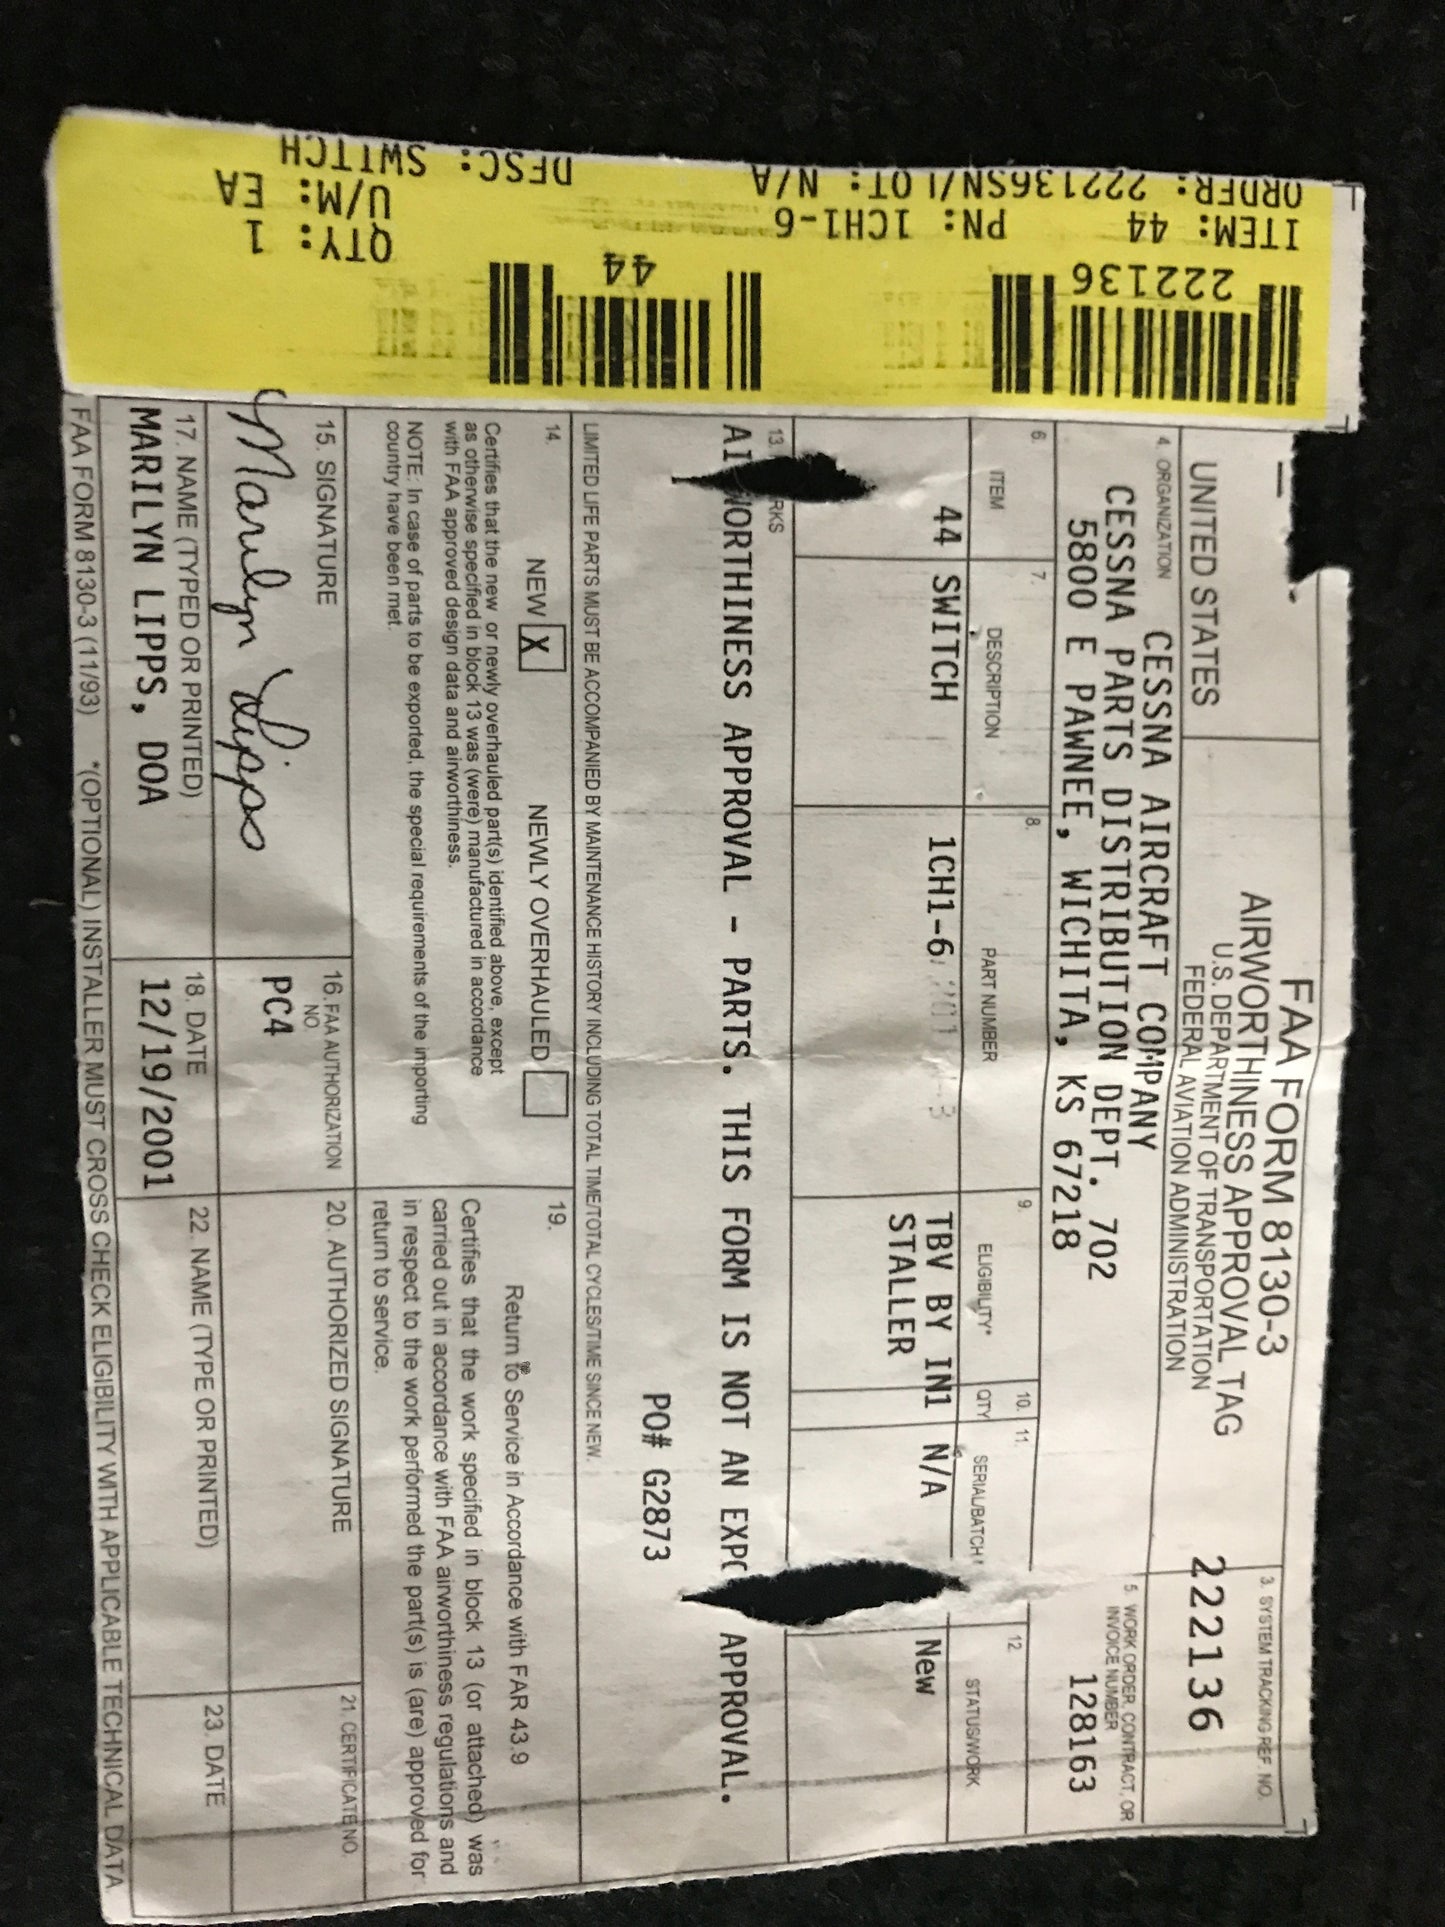 FAA FORM 8130-3
AIRWORTHINESS APPROVAL TAG
U.S. DEPARTMENT OF TRANSPORTATION
FEDERAL AVIATION ADMINISTRATION
UNITED STATES
3. SYSTEM TRACKING REF. NO.
222136
4. ORGANIZATION
CESSNA AIRCRAFT COMPANY
CESSNA PARTS DISTRIBUTION DEPT. 702
5800 E PAWNEE, WICHITA, KS 67218
5. WORK ORDER, CONTRACT, OR
INVOICE NUMBER
128163
6. ITEM
7. DESCRIPTION
8. PART NUMBER
9. ELIGIBILITY*
10. QTY
11. SERIAL/BATCH
12. STATUS/WORK
44 SWITCH 1CH1-6 TBV BY IN1 N/A New
STALLER
13. RKS
AI WORTHINESS APPROVAL - PARTS. THIS FORM IS NOT AN EXPO APPROVAL.
PO# G2873
LIMITED LIFE PARTS MUST BE ACCOMPANIED BY MAINTENANCE HISTORY INCLUDING TOTAL TIME/TOTAL CYCLES/TIME SINCE NEW.
14. NEW X NEWLY OVERHAULED
Certifies that the new or newly overhauled part(s) identified above, except
as otherwise specified in block 13 was (were) manufactured in accordance
with FAA approved design data and airworthiness.
NOTE: In case of parts to be exported, the special requirements of the importing
country have been met.
15. SIGNATURE
Marilyn Lipps
16. FAA AUTHORIZATION
NO.
PC4
17. NAME (TYPED OR PRINTED)
MARILYN LIPPS, DOA
18. DATE
12/19/2001
19. Return to Service in Accordance with FAR 43.9
Certifies that the work specified in block 13 (or attached) was
carried out in accordance with FAA airworthiness regulations and
in respect to the work performed the part(s) is (are) approved for
return to service.
20. AUTHORIZED SIGNATURE
21. CERTIFICATE NO.
22. NAME (TYPE OR PRINTED)
23. DATE
FAA FORM 8130-3 (11/93) *(OPTIONAL) INSTALLER MUST CROSS CHECK ELIGIBILITY WITH APPLICABLE TECHNICAL DATA
222136
44
ITEM: 44 PN: 1CH1-6 QTY: 1
U/M: EA
ORDER: 222136SN/LOT: N/A DESC: SWITCH